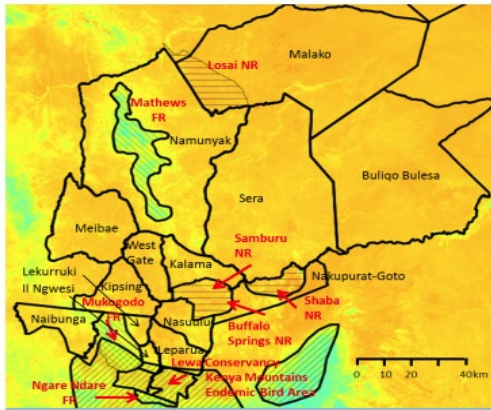 Malako
Losai NR
Mathews
FR
Namunyak
Buliqo Bulesa
Sera
Meibae
West
Gate
Samburu
NR
Kalama
Nakuparat-Goto
Lekurruki
Il Ngwesi
Kipsing
Mukogodo
FR
Shaba
NR
Naibunga
Nasuulu
Buffalo
Springs NR
Leparua
Lewa Conservancy
Kenya Mountains
Endemic Bird Area
Ngare Ndare
FR
0 10 20 40km